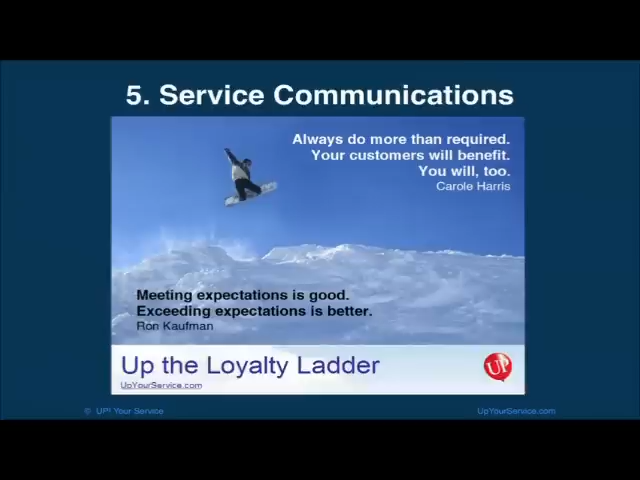 5. Service Communications
Always do more than required.
Your customers will benefit.
You will, too.
Carole Harris
Meeting expectations is good.
Exceeding expectations is better.
Ron Kaufman
Up the Loyalty Ladder
UpYourService.com
UP!
© UP! Your Service
UpYourService.com